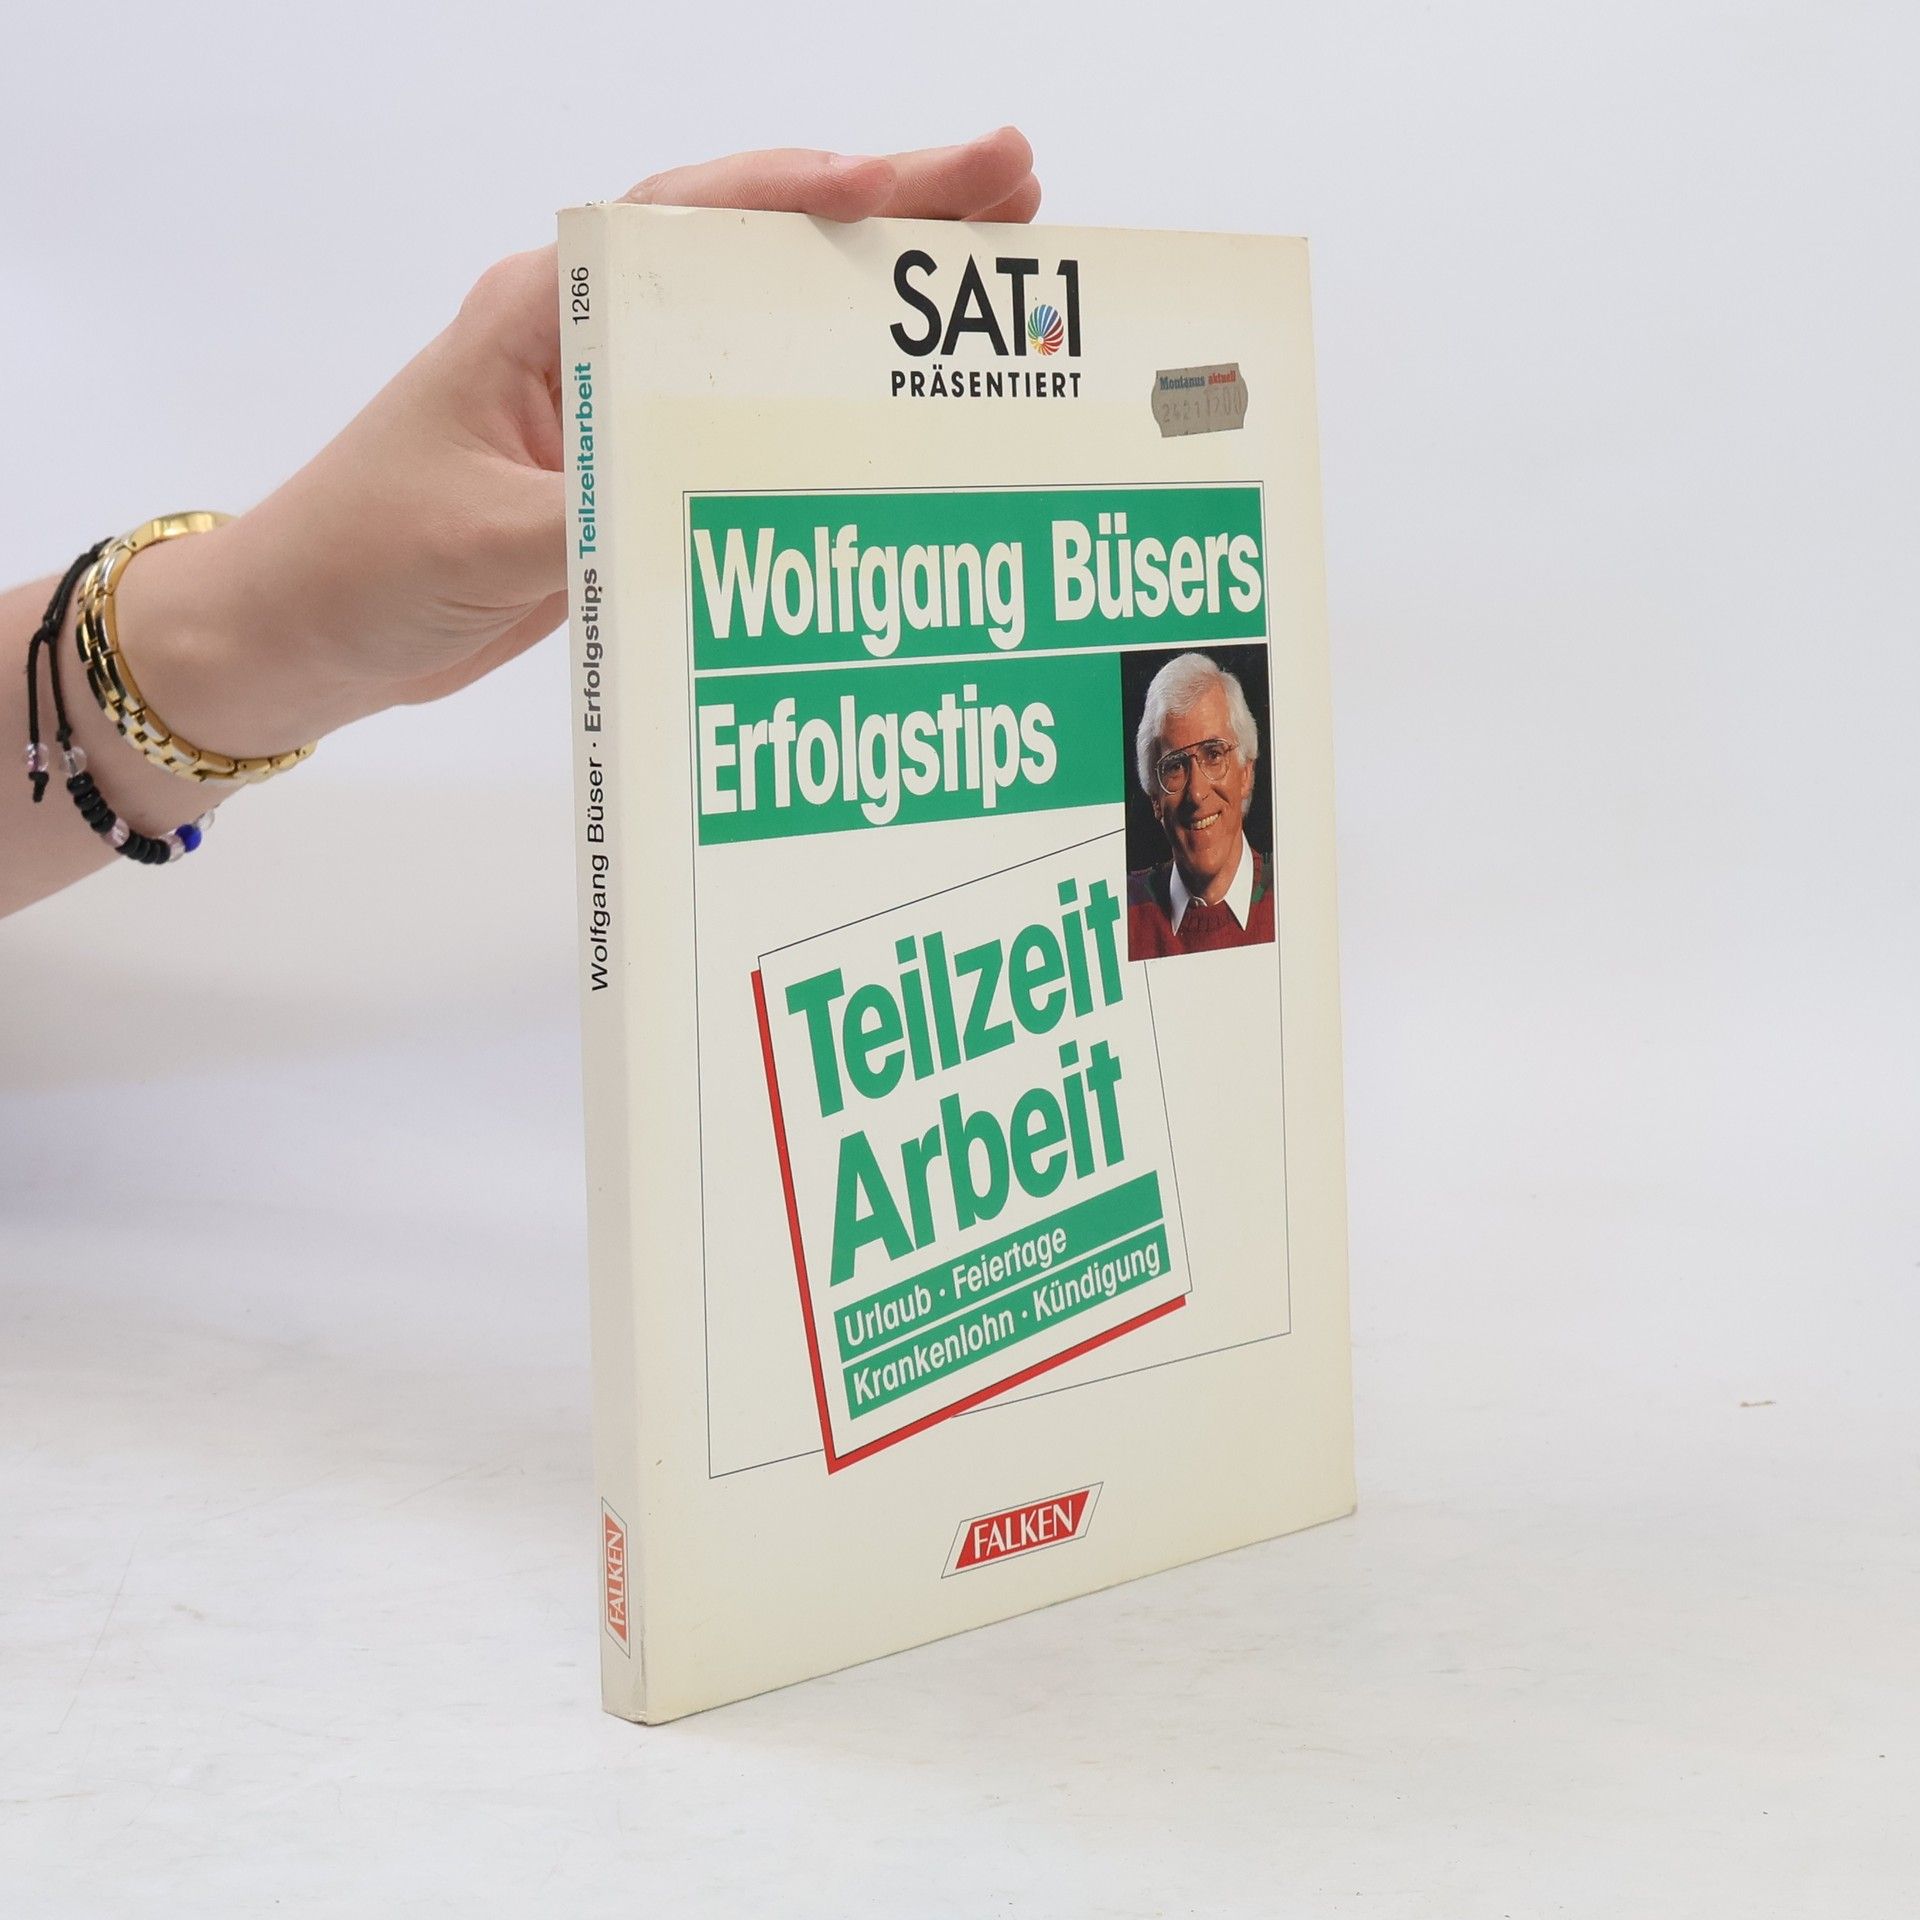 SAT.1
PRÄSENTIERT
Montanus aktuell
Wolfgang Büsers
Erfolgstips
Teilzeit
Arbeit
Urlaub · Feiertage
Krankenlohn · Kündigung
FALKEN
Wolfgang Büser · Erfolgstips Teilzeitarbeit 1266
FALKEN